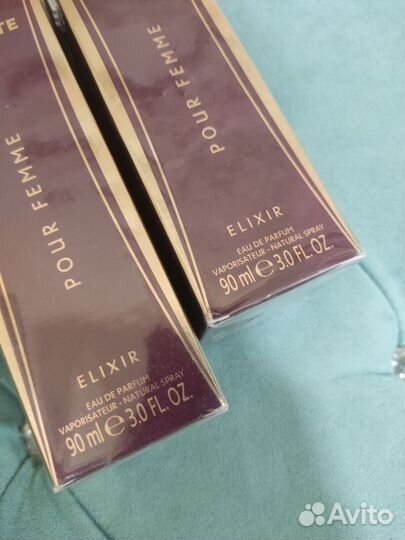 TE
POUR FEMME
ELIXIR
EAU DE PARFUM
VAPORISATEUR - NATURAL SPRAY
90 ml e 3.0 FL. OZ.
POUR FEMME
ELIXIR
EAU DE PARFUM
VAPORISATEUR - NATURAL SPRAY
90 ml e 3.0 FL. OZ.
Avito